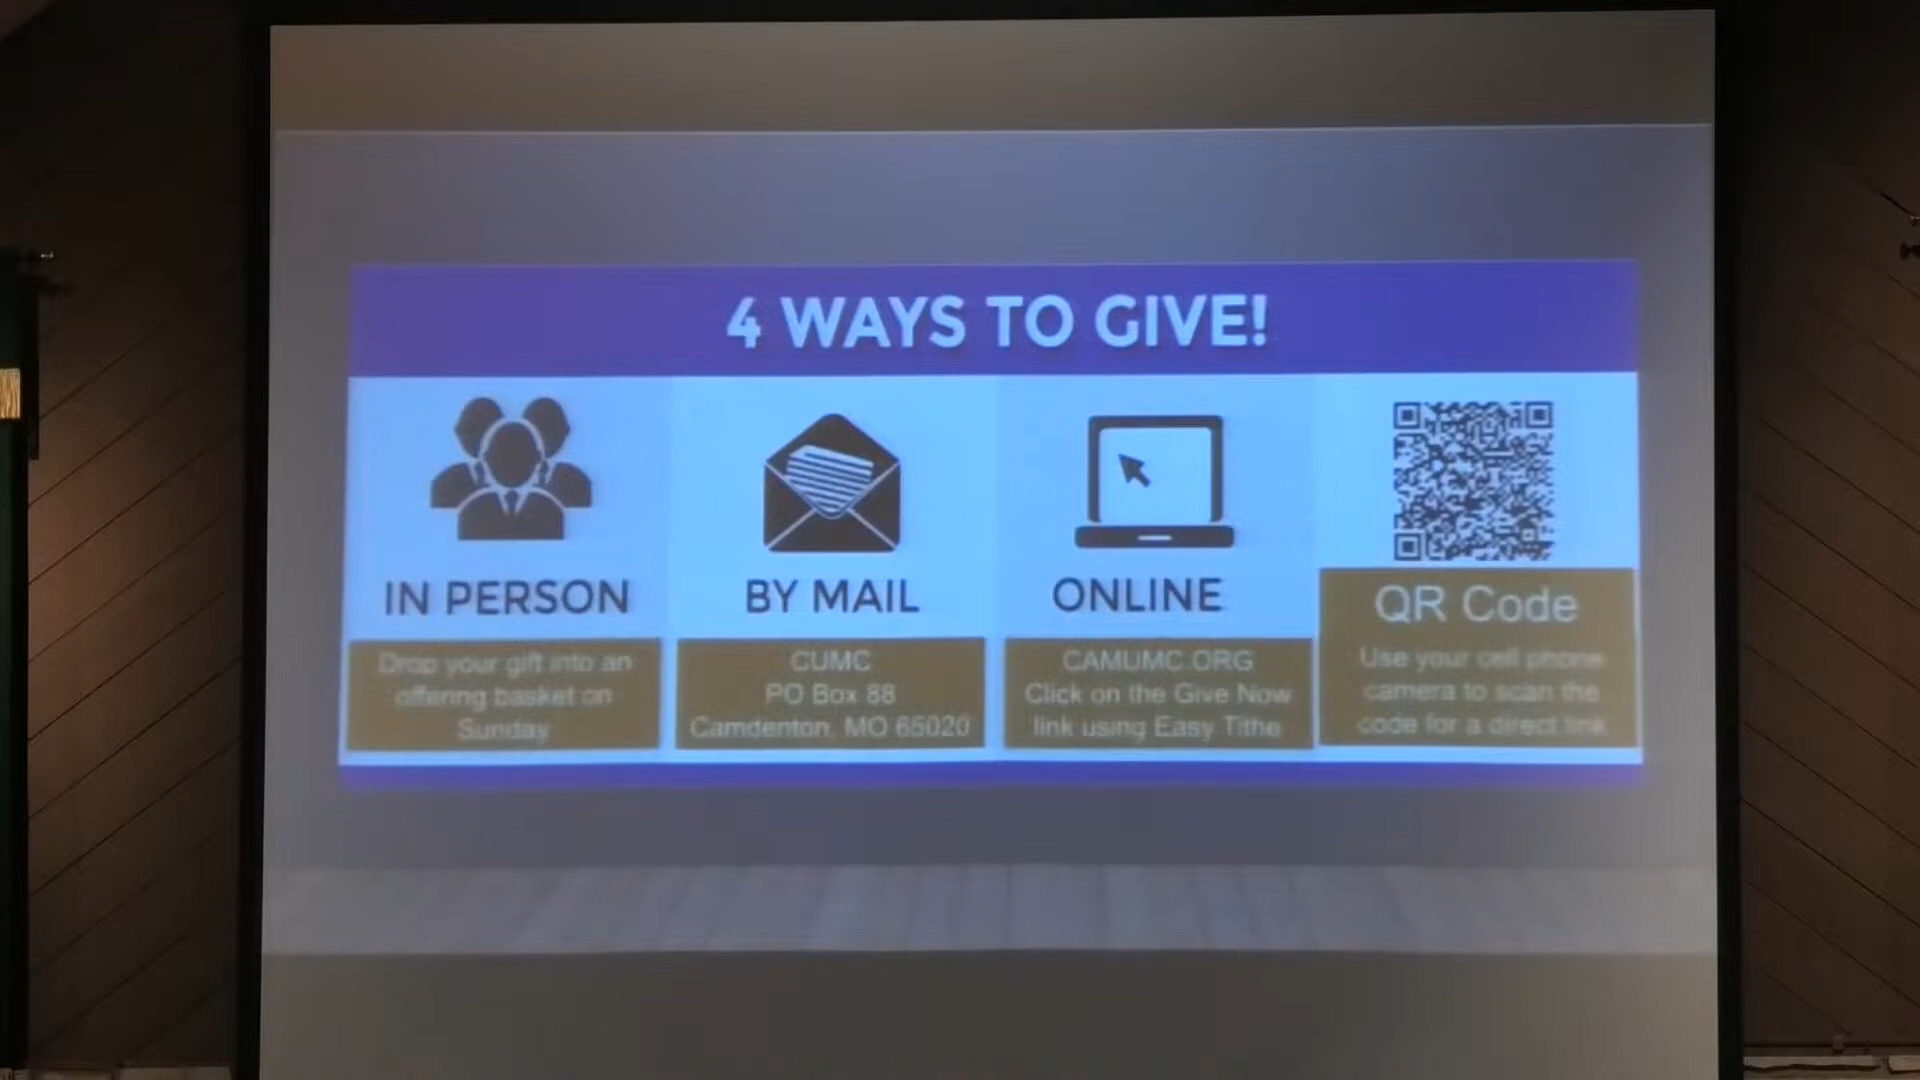 4 WAYS TO GIVE!
IN PERSON
Drop your gift into an
offering basket on
Sunday
BY MAIL
CUMC
PO Box 88
Camdenton, MO 65020
ONLINE
CAMUMC.ORG
Click on the Give Now
link using Easy Tithe
QR Code
Use your cell phone
camera to scan the
code for a direct link